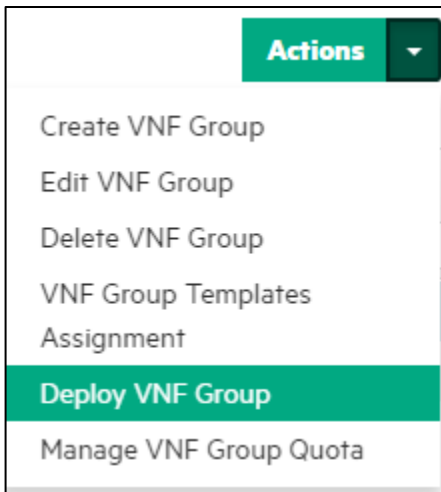 Actions
Create VNF Group
Edit VNF Group
Delete VNF Group
VNF Group Templates
Assignment
Deploy VNF Group
Manage VNF Group Quota